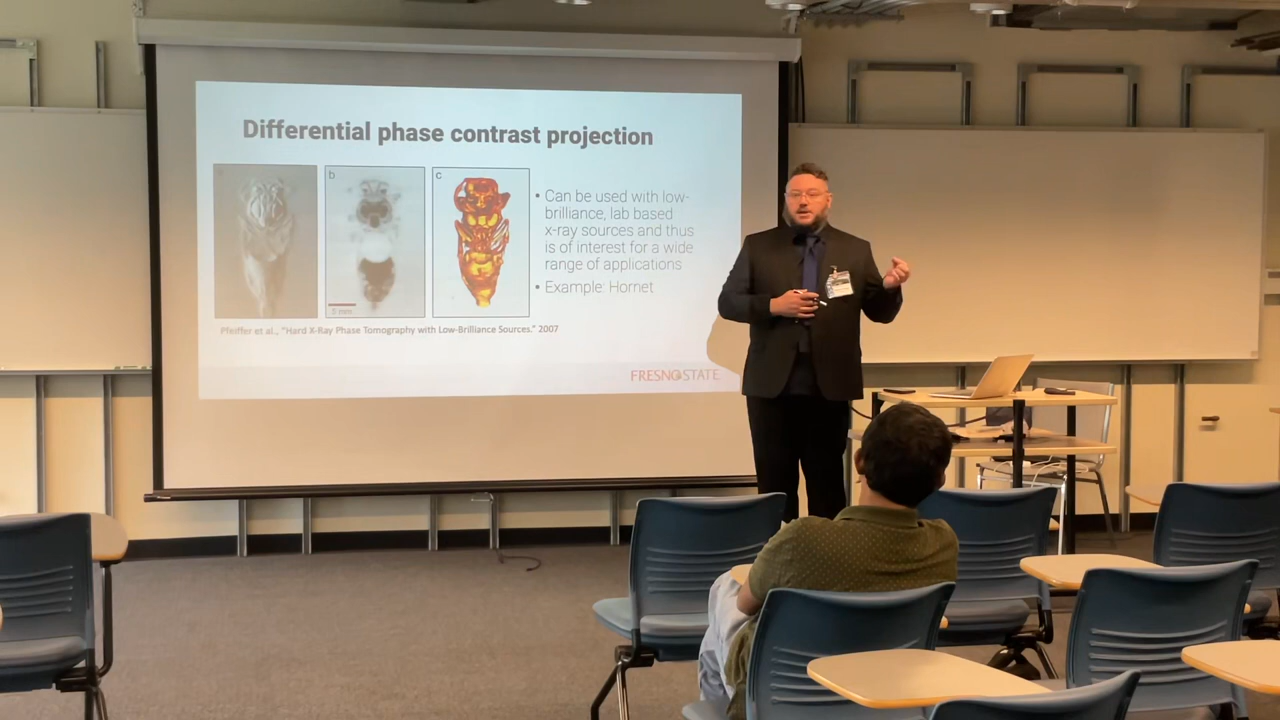 Differential phase contrast projection
b
c
• Can be used with low-
brilliance, lab based
x-ray sources and thus
is of interest for a wide
range of applications
• Example: Hornet
5 mm
Pfeiffer et al., "Hard X-Ray Phase Tomography with Low-Brilliance Sources." 2007
FRESNO STATE